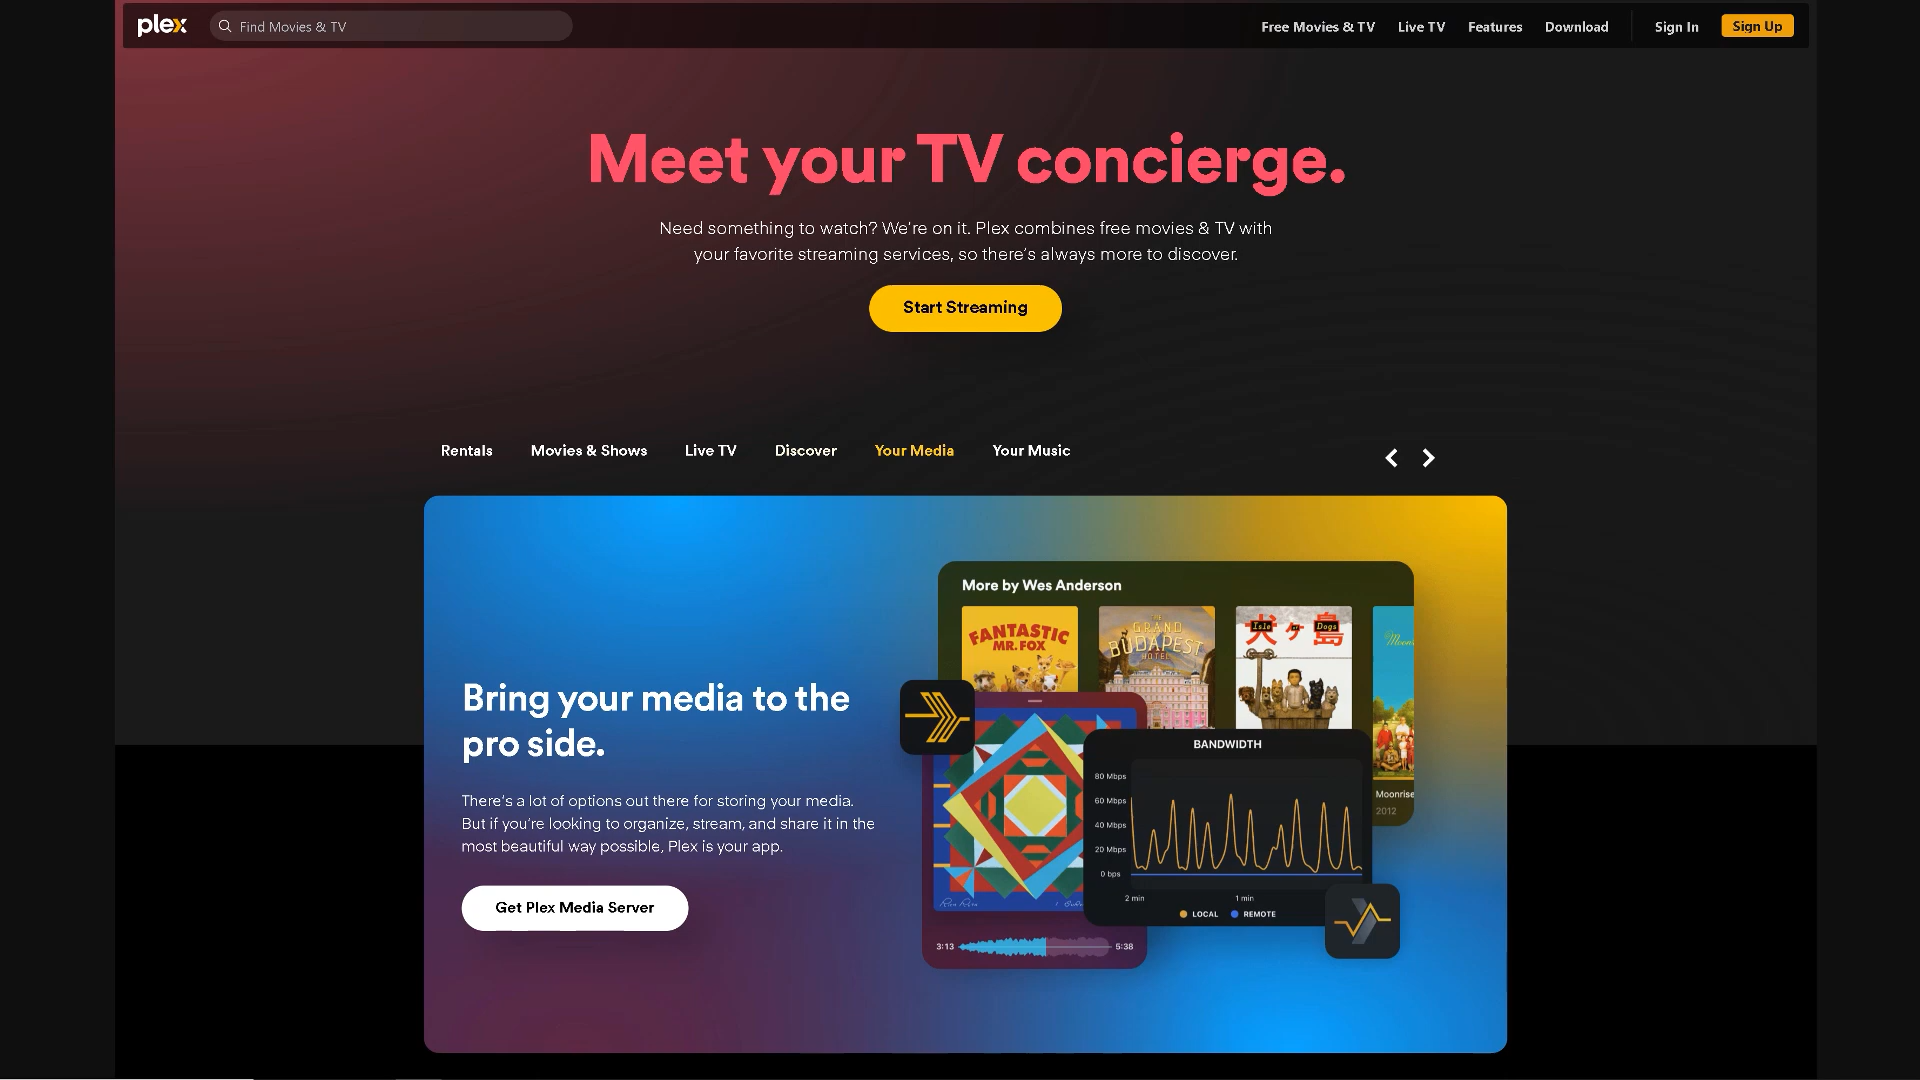 plex
Find Movies & TV
Free Movies & TV
Live TV
Features
Download
Sign In
Sign Up
Meet your TV concierge.
Need something to watch? We're on it. Plex combines free movies & TV with
your favorite streaming services, so there's always more to discover.
Start Streaming
Rentals
Movies & Shows
Live TV
Discover
Your Media
Your Music
Bring your media to the
pro side.
There's a lot of options out there for storing your media.
But if you're looking to organize, stream, and share it in the
most beautiful way possible, Plex is your app.
Get Plex Media Server
More by Wes Anderson
FANTASTIC
MR. FOX
THE
GRAND
BUDAPEST
HOTEL
犬ヶ島
Isle of Dogs
Moonrise
2012
BANDWIDTH
80 Mbps
60 Mbps
40 Mbps
20 Mbps
0 bps
2 min
1 min
LOCAL
REMOTE
3:13
5:38